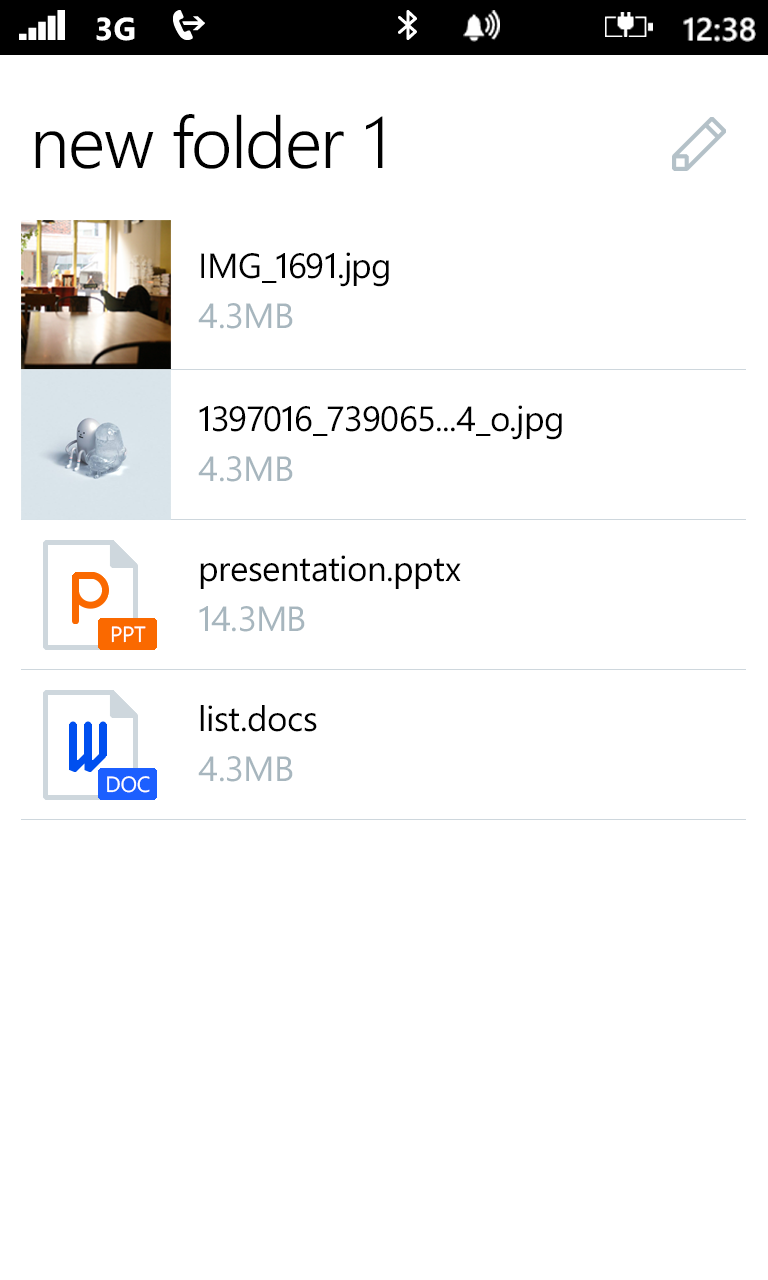 3G
12:38
new folder 1
IMG_1691.jpg
4.3MB
1397016_739065...4_o.jpg
4.3MB
presentation.pptx
14.3MB
P
PPT
list.docs
4.3MB
W
DOC